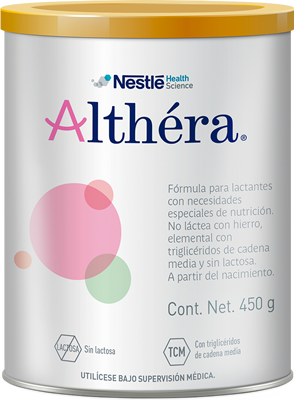 Nestlé Health Science
Althéra®
Fórmula para lactantes
con necesidades
especiales de nutrición.
No láctea con hierro,
elemental con
triglicéridos de cadena
media y sin lactosa.
A partir del nacimiento.
Cont. Net. 450 g
LACTOSA Sin lactosa
TCM Con triglicéridos
de cadena media
UTILÍCESE BAJO SUPERVISIÓN MÉDICA.